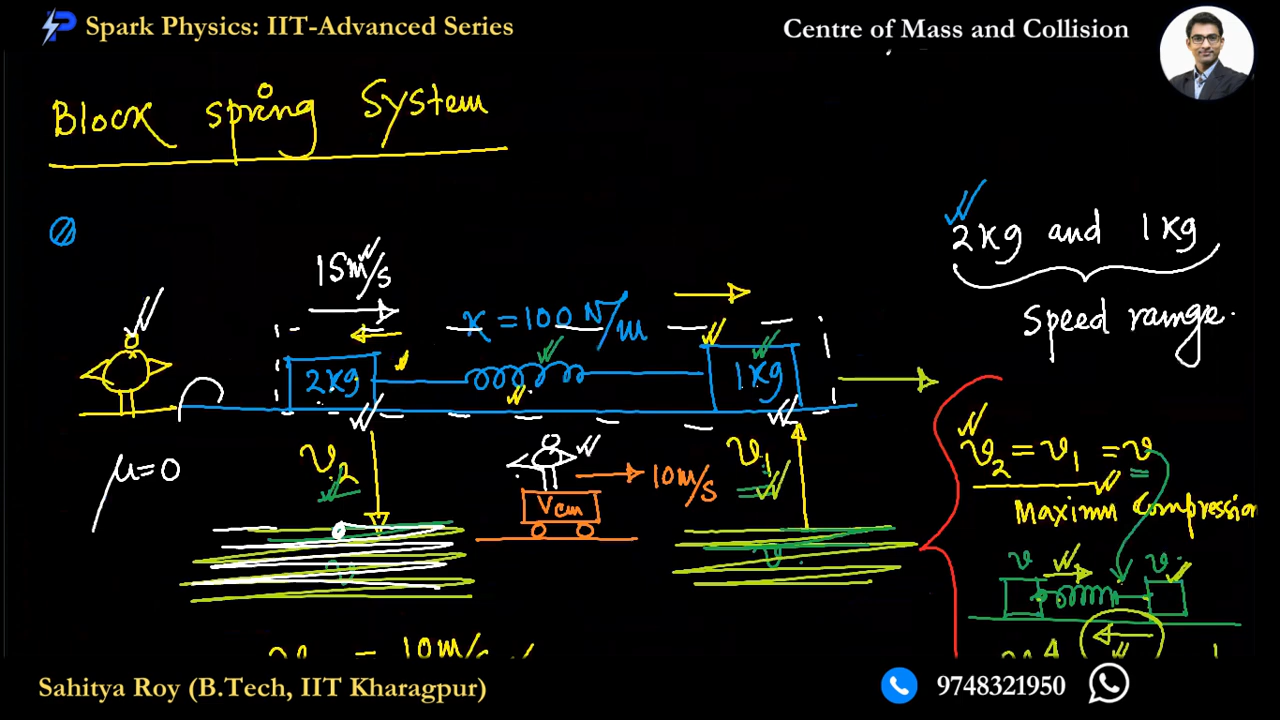 Spark Physics: IIT-Advanced Series
Centre of Mass and Collision
Block spring System
2kg and 1kg
Speed range.
15m/s
K = 100 N/m
2kg
1kg
μ=0
v2
Vcm
10m/s
v1
v2 = v1 = v
Maximum Compression
v
v
= 10m/s
Sahitya Roy (B.Tech, IIT Kharagpur)
9748321950